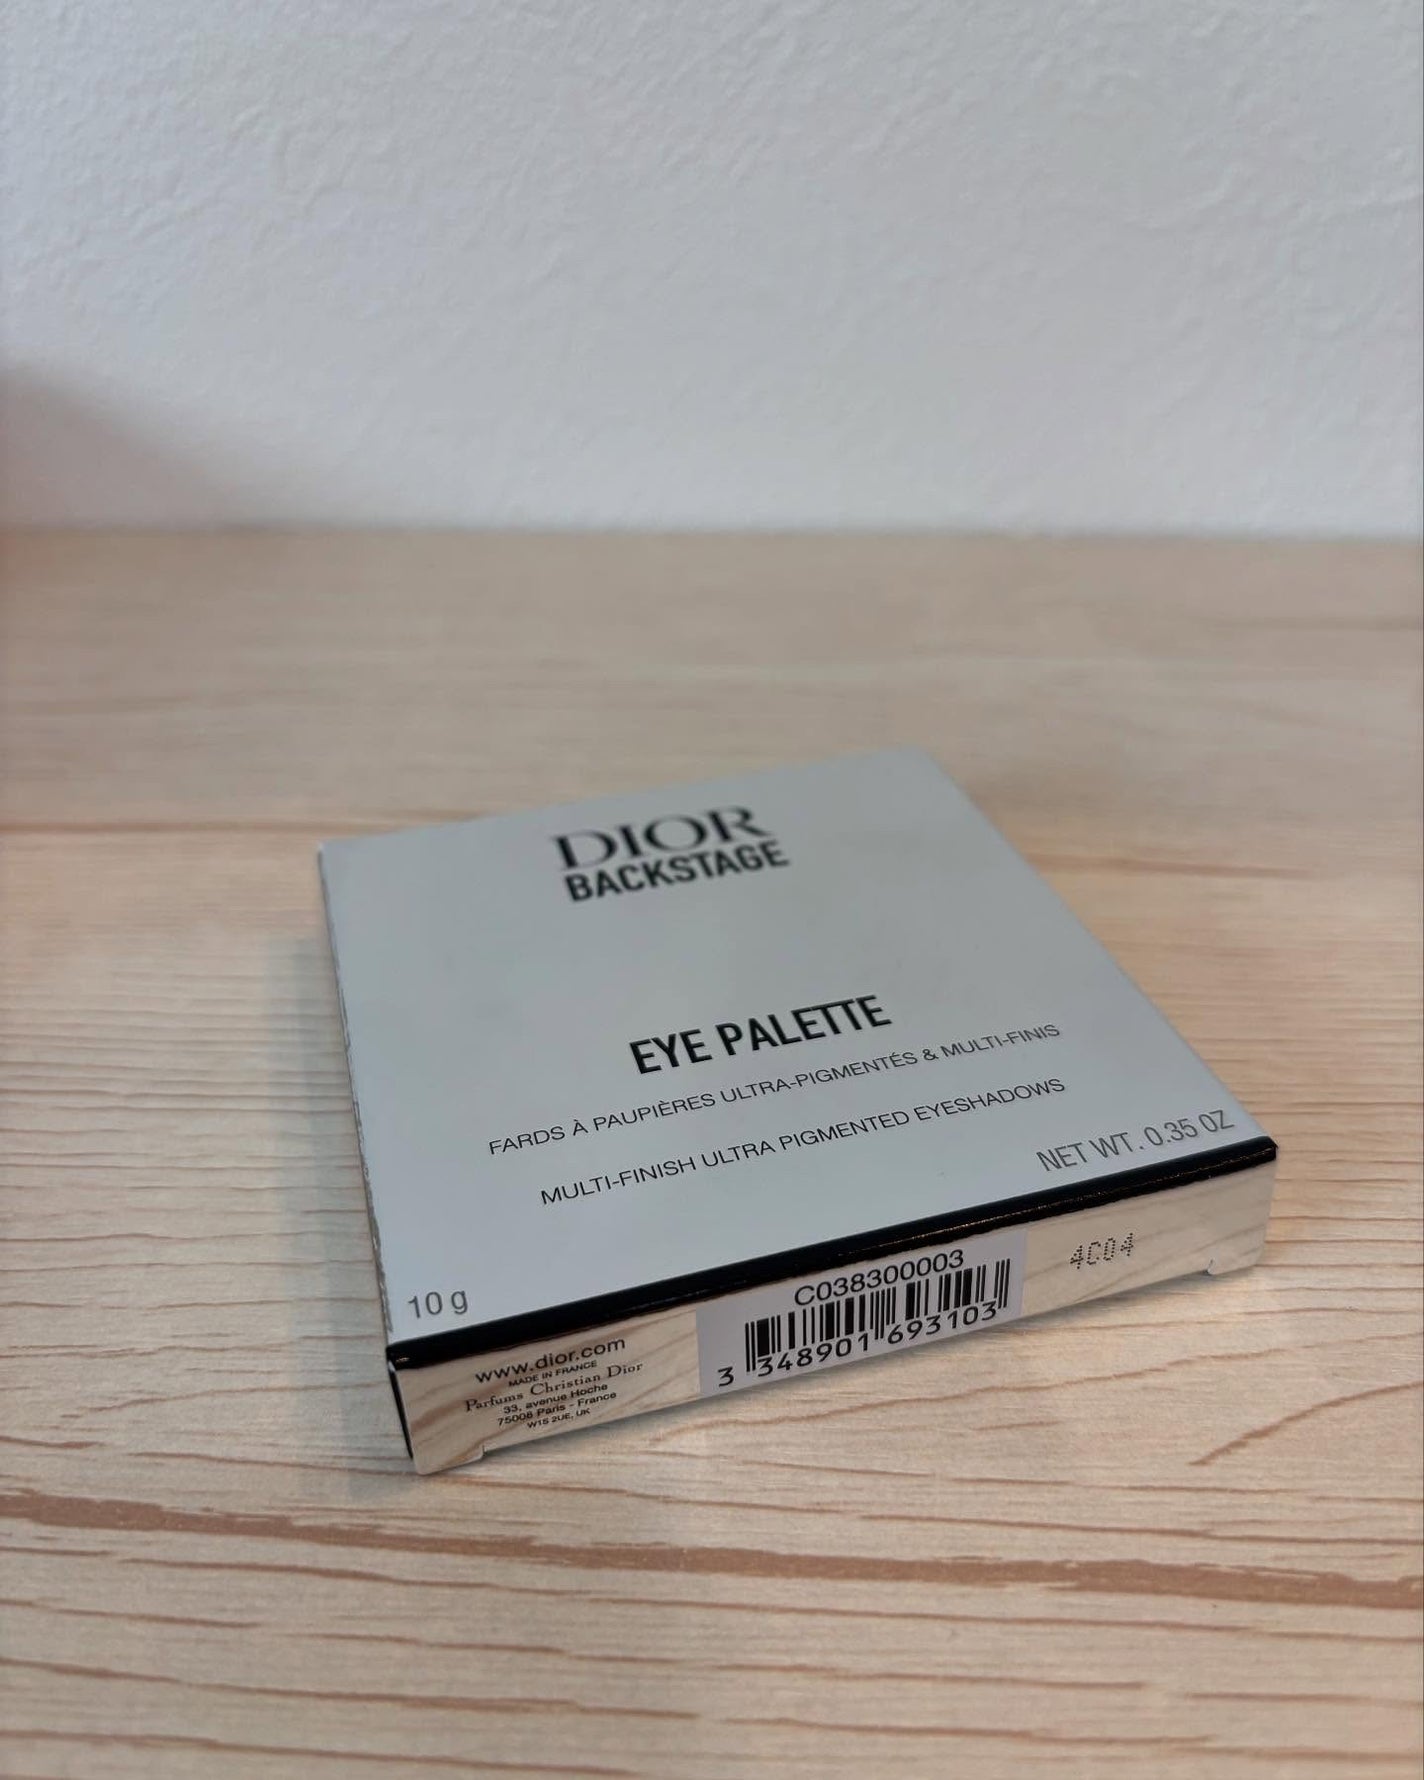 DIOR
BACKSTAGE
EYE PALETTE
FARDS À PAUPIÈRES ULTRA-PIGMENTÉS & MULTI-FINIS
MULTI-FINISH ULTRA PIGMENTED EYESHADOWS
NET WT. 0.35 OZ
10 g
www.dior.com
MADE IN FRANCE
Parfums Christian Dior
33, avenue Hoche
75008 Paris - France
W1S 2UE, UK
C038300003
3 348901 693103
4C04